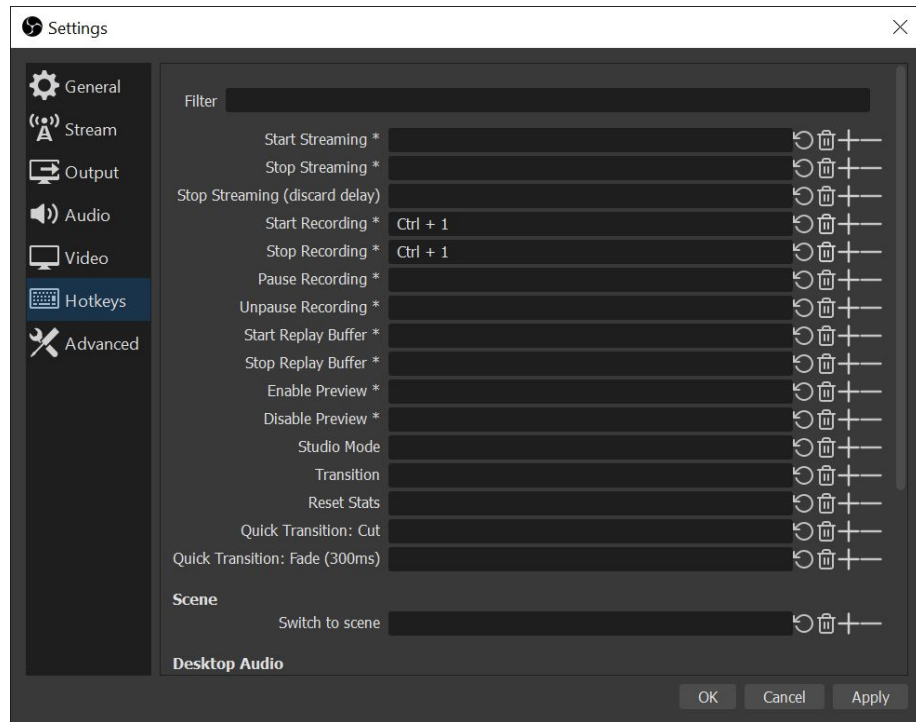 Settings
General
Stream
Output
Audio
Video
Hotkeys
Advanced
Filter
Start Streaming *
Stop Streaming *
Stop Streaming (discard delay)
Start Recording * Ctrl + 1
Stop Recording * Ctrl + 1
Pause Recording *
Unpause Recording *
Start Replay Buffer *
Stop Replay Buffer *
Enable Preview *
Disable Preview *
Studio Mode
Transition
Reset Stats
Quick Transition: Cut
Quick Transition: Fade (300ms)
Scene
Switch to scene
Desktop Audio
OK Cancel Apply